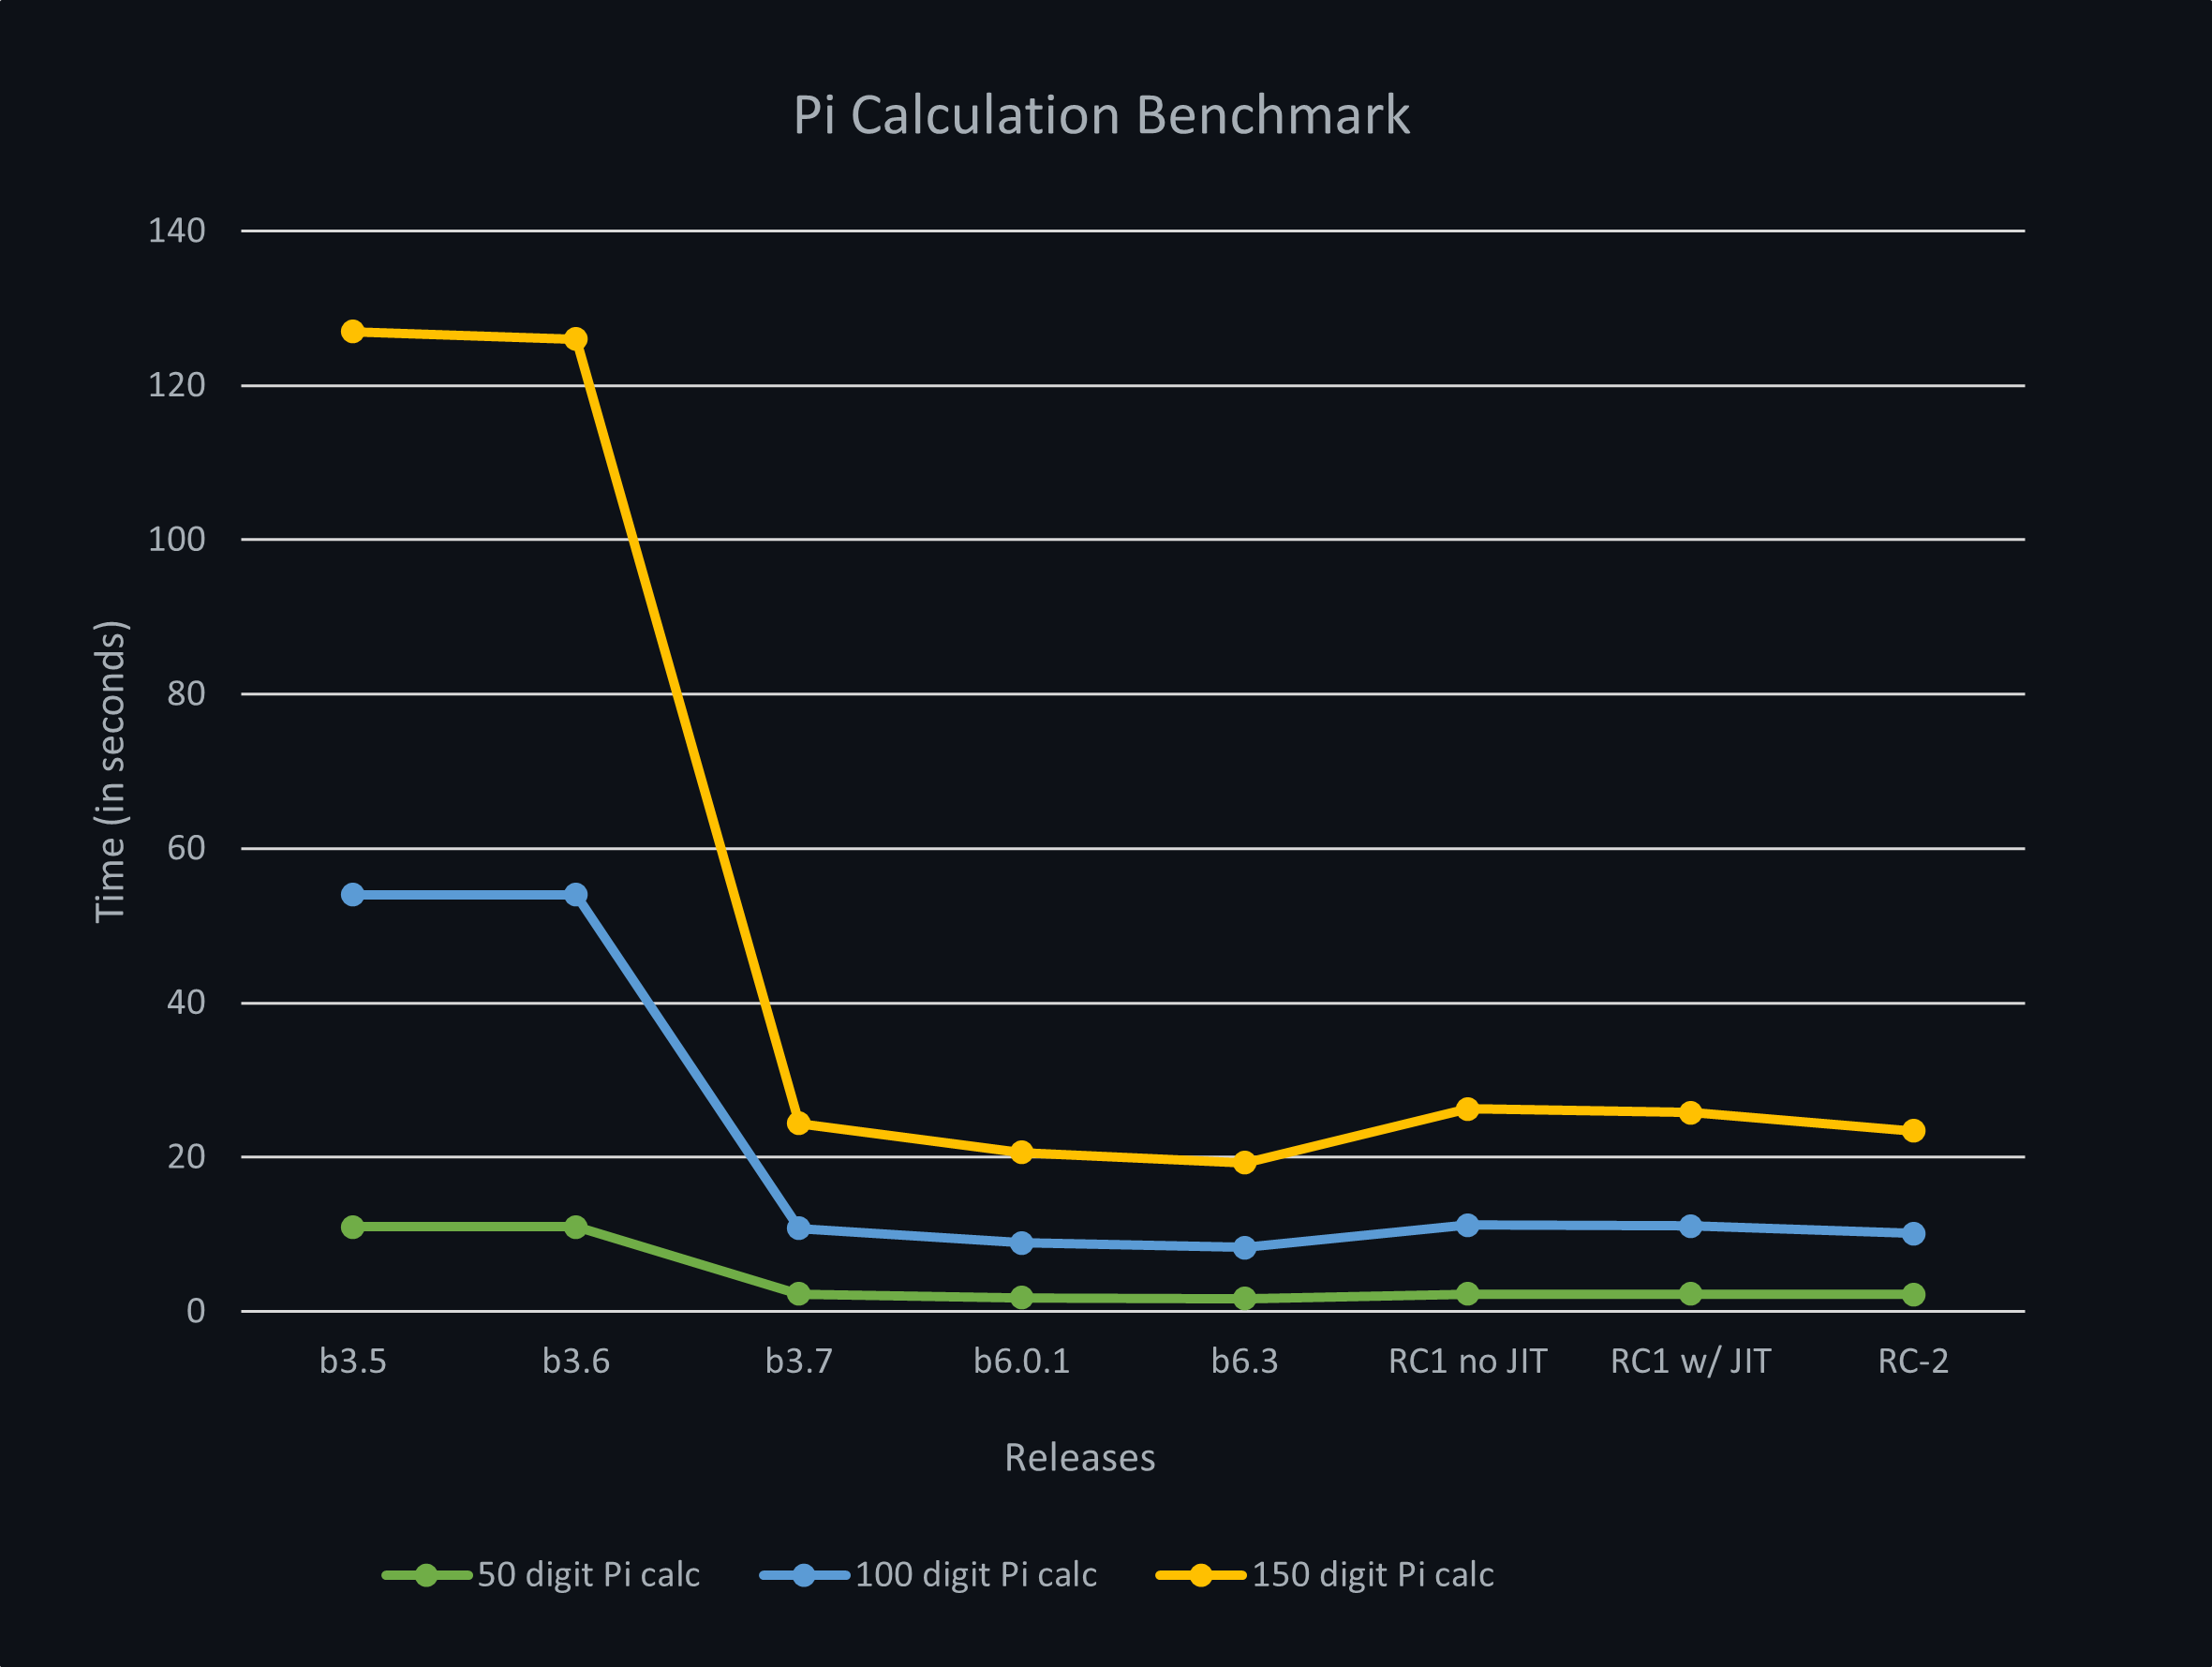 Pi Calculation Benchmark
140
120
100
80
60
40
20
0
Time (in seconds)
b3.5 b3.6 b3.7 b6.0.1 b6.3 RC1 no JIT RC1 w/ JIT RC-2
Releases
50 digit Pi calc 100 digit Pi calc 150 digit Pi calc